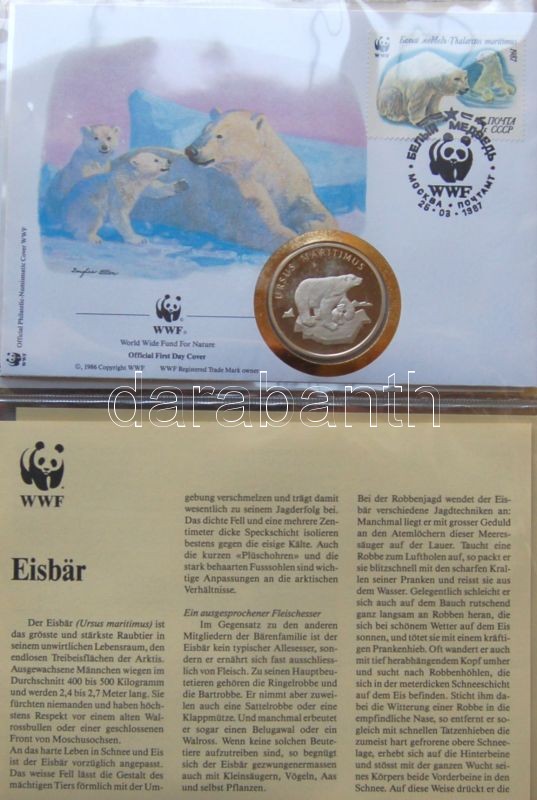 Белый медведь Thalarctos maritimus
1987
WWF
ПОЧТА
СССР
БЕЛЫЙ МЕДВЕДЬ
WWF
МОСКВА • ПОЧТАМТ
25-03-1987
URSUS MARITIMUS
Official Philatelic-Numismatic Cover WWF
WWF
World Wide Fund For Nature
Official First Day Cover
©, 1986 Copyright WWF WWF Registered Trade Mark owner
darabanth
WWF
Eisbär
Der Eisbär (Ursus maritimus) ist
das grösste und stärkste Raubtier in
seinem unwirtlichen Lebensraum, den
endlosen Treibeisflächen der Arktis.
Ausgewachsene Männchen wiegen im
Durchschnitt 400 bis 500 Kilogramm
und werden 2,4 bis 2,7 Meter lang. Sie
fürchten niemanden und haben höch-
stens Respekt vor einem alten Wal-
rossbullen oder einer geschlossenen
Front von Moschusochsen.
An das harte Leben in Schnee und Eis
ist der Eisbär vorzüglich angepasst.
Das weisse Fell lässt die Gestalt des
mächtigen Tiers förmlich mit der Um-
gebung verschmelzen und trägt damit
wesentlich zu seinem Jagderfolg bei.
Das dichte Fell und eine mehrere Zen-
timeter dicke Speckschicht isolieren
bestens gegen die eisige Kälte. Auch
die kurzen «Plüschohren» und die
stark behaarten Fusssohlen sind wich-
tige Anpassungen an die arktischen
Verhältnisse.
Ein ausgesprochener Fleischesser
Im Gegensatz zu den anderen
Mitgliedern der Bärenfamilie ist der
Eisbär kein typischer Allesesser, son-
dern er ernährt sich fast ausschliess-
lich von Fleisch. Zu seinen Hauptbeu-
tetieren gehören die Ringelrobbe und
die Bartrobbe. Er nimmt aber zuwei-
len auch eine Sattelrobbe oder eine
Klappmütze. Und manchmal erbeutet
er sogar einen Belugawal oder ein
Walross. Wenn keine solchen Beute-
tiere aufzutreiben sind, so begnügt
sich der Eisbär gezwungenermassen
auch mit Kleinsäugern, Vögeln, Aas
und selbst Pflanzen.
Bei der Robbenjagd wendet der Eis-
bär verschiedene Jagdtechniken an:
Manchmal liegt er mit grosser Geduld
an den Atemlöchern dieser Meeres-
säuger auf der Lauer. Taucht eine
Robbe zum Luftholen auf, so packt er
sie blitzschnell mit den scharfen Kral-
len seiner Pranken und reisst sie aus
dem Wasser. Gelegentlich schleicht er
sich auch auf dem Bauch rutschend
ganz langsam an Robben heran, die
sich bei schönem Wetter auf dem Eis
sonnen, und tötet sie mit einem kräfti-
gen Prankenhieb. Oft wandert er auch
mit tief herabhängendem Kopf umher
und sucht nach Robbenhöhlen, die
sich in der meterdicken Schneeschicht
auf dem Eis befinden. Sticht ihm da-
bei die Witterung einer Robbe in die
empfindliche Nase, so entfernt er so-
gleich mit schnellen Tatzenhieben die
zumeist hart gefrorene obere Schnee-
lage, erhebt sich auf die Hinterbeine
und stösst mit der ganzen Wucht sei-
nes Körpers beide Vorderbeine in den
Schnee. Auf diese Weise drückt er die